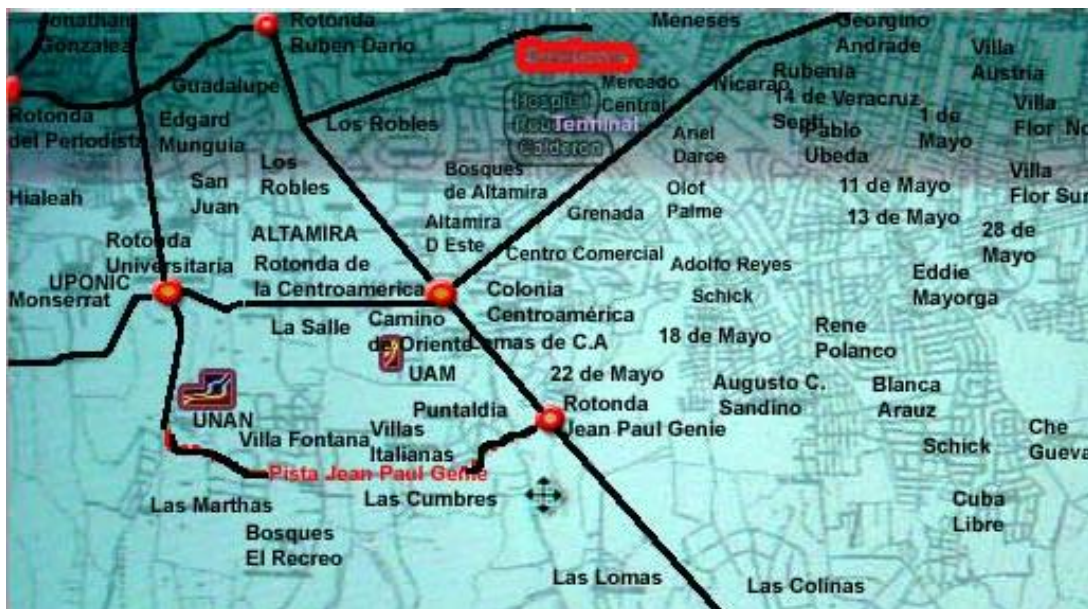 Jonathan
Gonzalez
Rotonda
Ruben Dario
Meneses
Georgino
Andrade
Villa
Austria
Guadalupe
Mercado
Central
Nicarao
Rubenia
14 de
Septi
Veracruz
1 de
Mayo
Villa
Flor No
Rotonda
del Periodista
Edgard
Munguia
Los Robles
Hospital
Terminal
Calderon
Anel
Darce
Pablo
Ubeda
Hialeah
San
Juan
Los
Robles
Bosques
de Altamira
Olof
Palme
11 de Mayo
Villa
Flor Sur
Grenada
13 de Mayo
28 de
Mayo
Rotonda
Universitaria
ALTAMIRA
Altamira
D Este
Centro Comercial
Adolfo Reyes
UPONIC
Monserrat
Rotonda de
la Centroamerica
Colonia
Centroamérica
Schick
Eddie
Mayorga
La Salle
Camino
de Oriente
Lomas de C.A
18 de Mayo
Rene
Polanco
UAM
22 de Mayo
Augusto C.
Sandino
Blanca
Arauz
UNAN
Puntaldia
Rotonda
Jean Paul Genie
Villa Fontana
Villas
Italianas
Schick
Che
Gueva
Pista Jean Paul Genie
Las Marthas
Las Cumbres
Cuba
Libre
Bosques
El Recreo
Las Lomas
Las Colinas